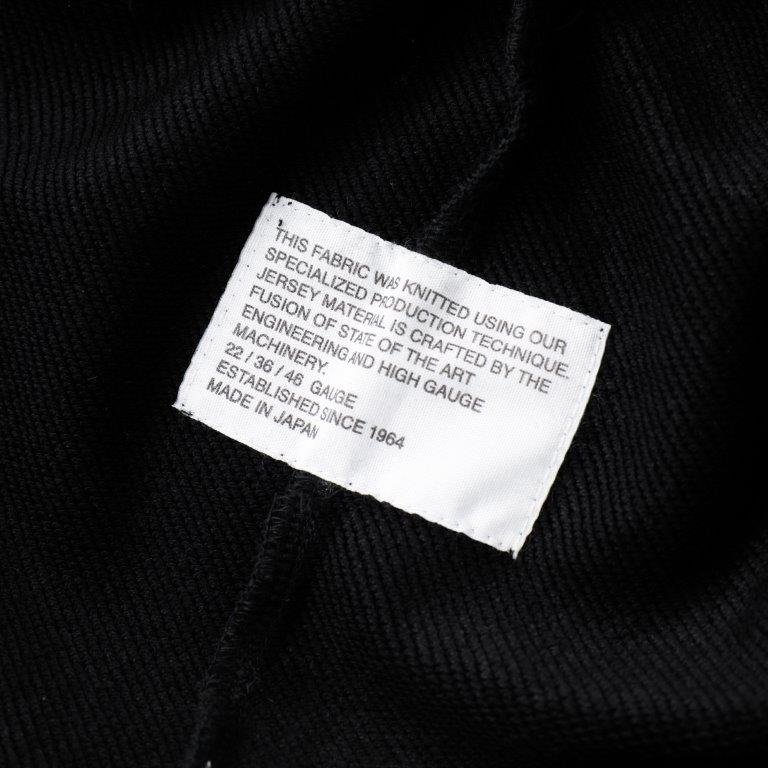 THIS FABRIC WAS KNITTED USING OUR
SPECIALIZED PRODUCTION TECHNIQUE.
JERSEY MATERIAL IS CRAFTED BY THE
FUSION OF STATE OF THE ART
ENGINEERING AND HIGH GAUGE
MACHINERY.
22 / 36 / 46 GAUGE
ESTABLISHED SINCE 1964
MADE IN JAPAN